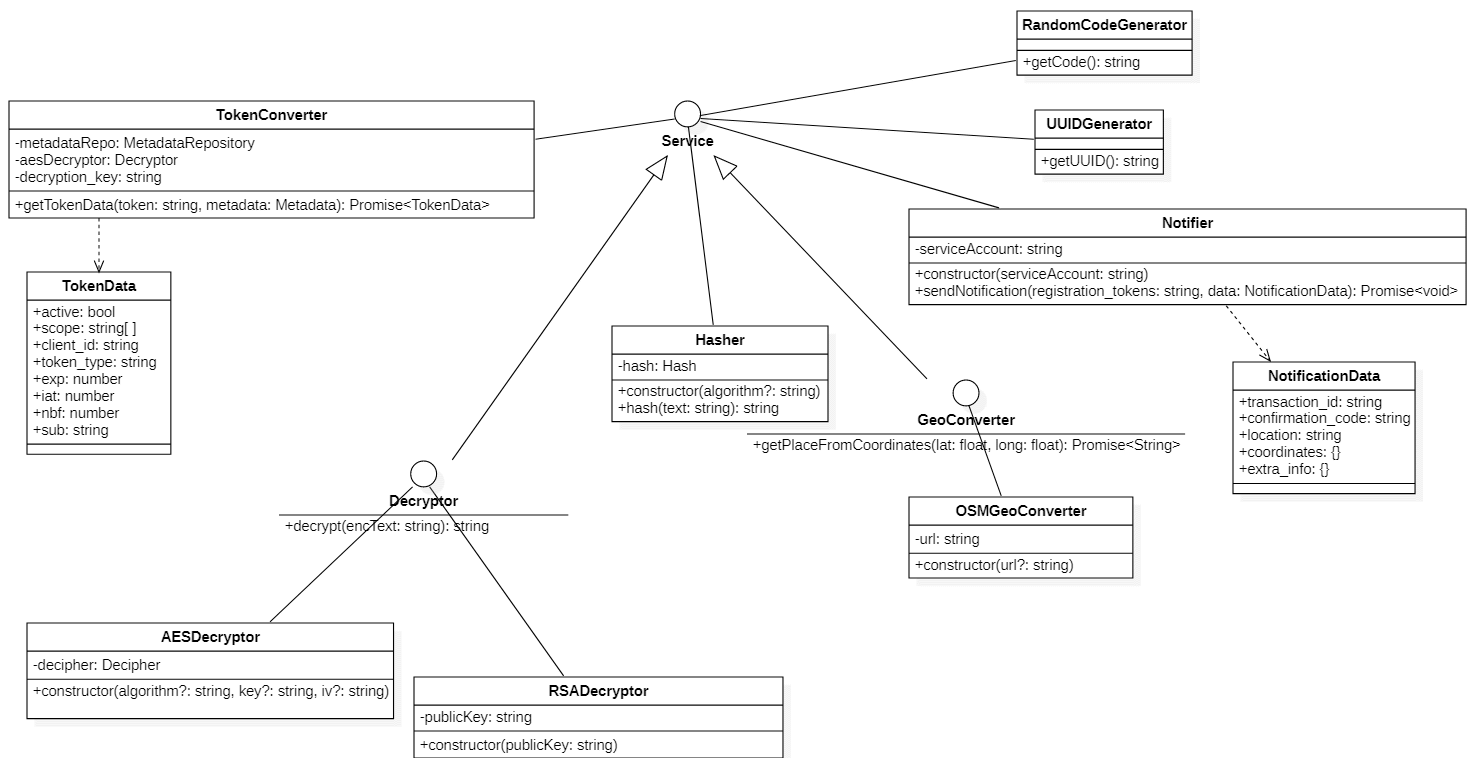 RandomCodeGenerator
+getCode(): string
TokenConverter
-metadataRepo: MetadataRepository
-aesDecryptor: Decryptor
-decryption_key: string
+getTokenData(token: string, metadata: Metadata): Promise<TokenData>
Service
UUIDGenerator
+getUUID(): string
Notifier
-serviceAccount: string
+constructor(serviceAccount: string)
+sendNotification(registration_tokens: string, data: NotificationData): Promise<void>
TokenData
+active: bool
+scope: string[ ]
+client_id: string
+token_type: string
+exp: number
+iat: number
+nbf: number
+sub: string
Hasher
-hash: Hash
+constructor(algorithm?: string)
+hash(text: string): string
GeoConverter
+getPlaceFromCoordinates(lat: float, long: float): Promise<String>
NotificationData
+transaction_id: string
+confirmation_code: string
+location: string
+coordinates: {}
+extra_info: {}
Decryptor
+decrypt(encText: string): string
OSMGeoConverter
-url: string
+constructor(url?: string)
AESDecryptor
-decipher: Decipher
+constructor(algorithm?: string, key?: string, iv?: string)
RSADecryptor
-publicKey: string
+constructor(publicKey: string)